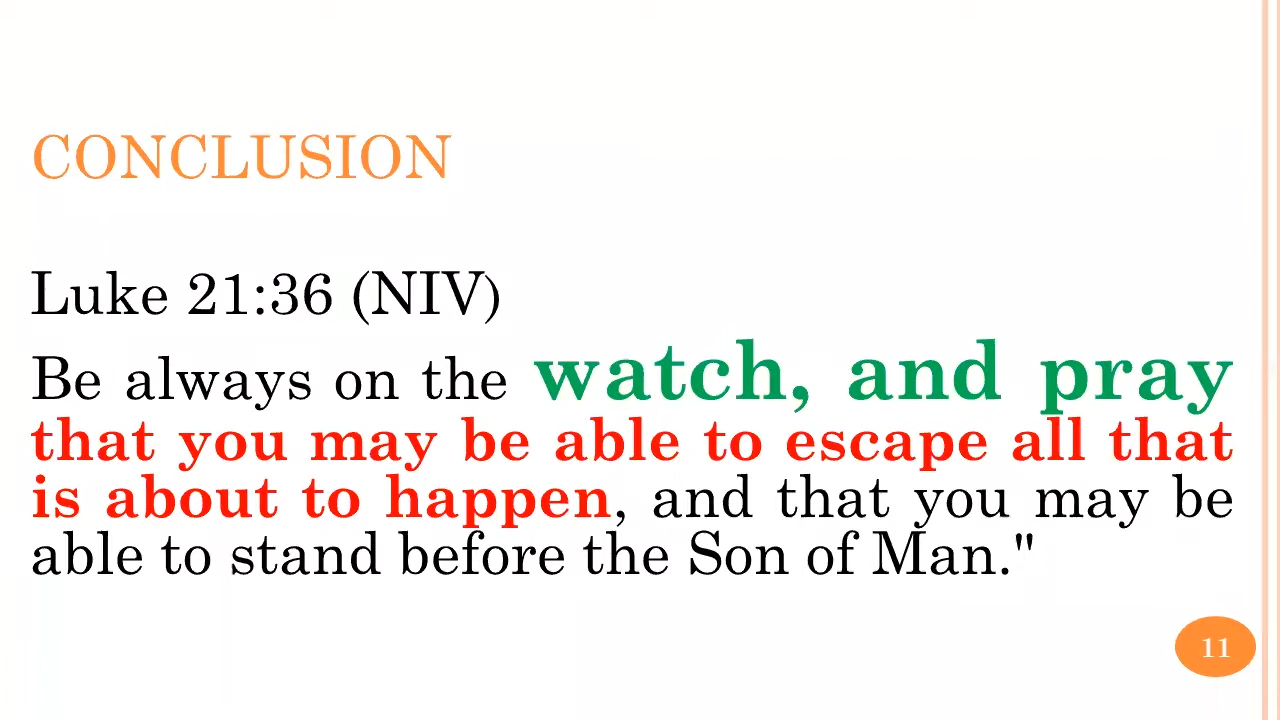 CONCLUSION
Luke 21:36 (NIV)
Be always on the watch, and pray
that you may be able to escape all that
is about to happen, and that you may be
able to stand before the Son of Man."
11